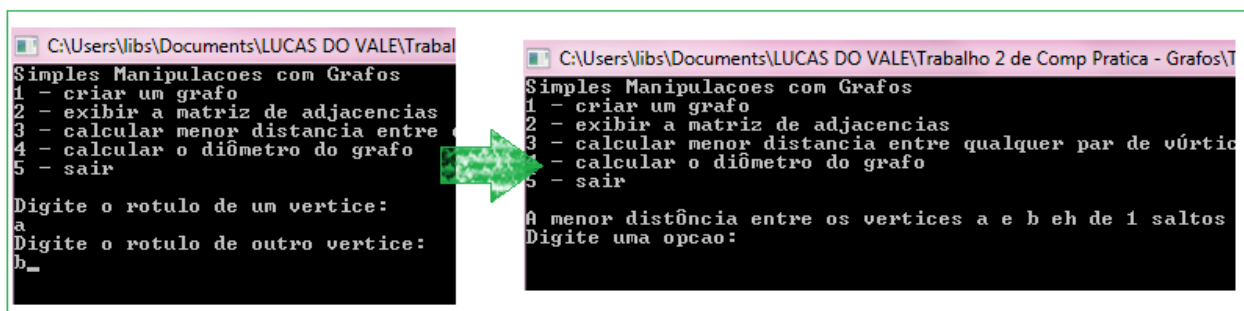 C:\Users\libs\Documents\LUCAS DO VALE\Trabal
Simples Manipulacoes com Grafos
1 - criar um grafo
2 - exibir a matriz de adjacencias
3 - calcular menor distancia entre
4 - calcular o diômetro do grafo
5 - sair
Digite o rotulo de um vertice:
a
Digite o rotulo de outro vertice:
b_
C:\Users\libs\Documents\LUCAS DO VALE\Trabalho 2 de Comp Pratica - Grafos\T
Simples Manipulacoes com Grafos
1 - criar um grafo
2 - exibir a matriz de adjacencias
3 - calcular menor distancia entre qualquer par de vúrtic
- calcular o diômetro do grafo
5 - sair
A menor distôncia entre os vertices a e b eh de 1 saltos
Digite uma opcao: